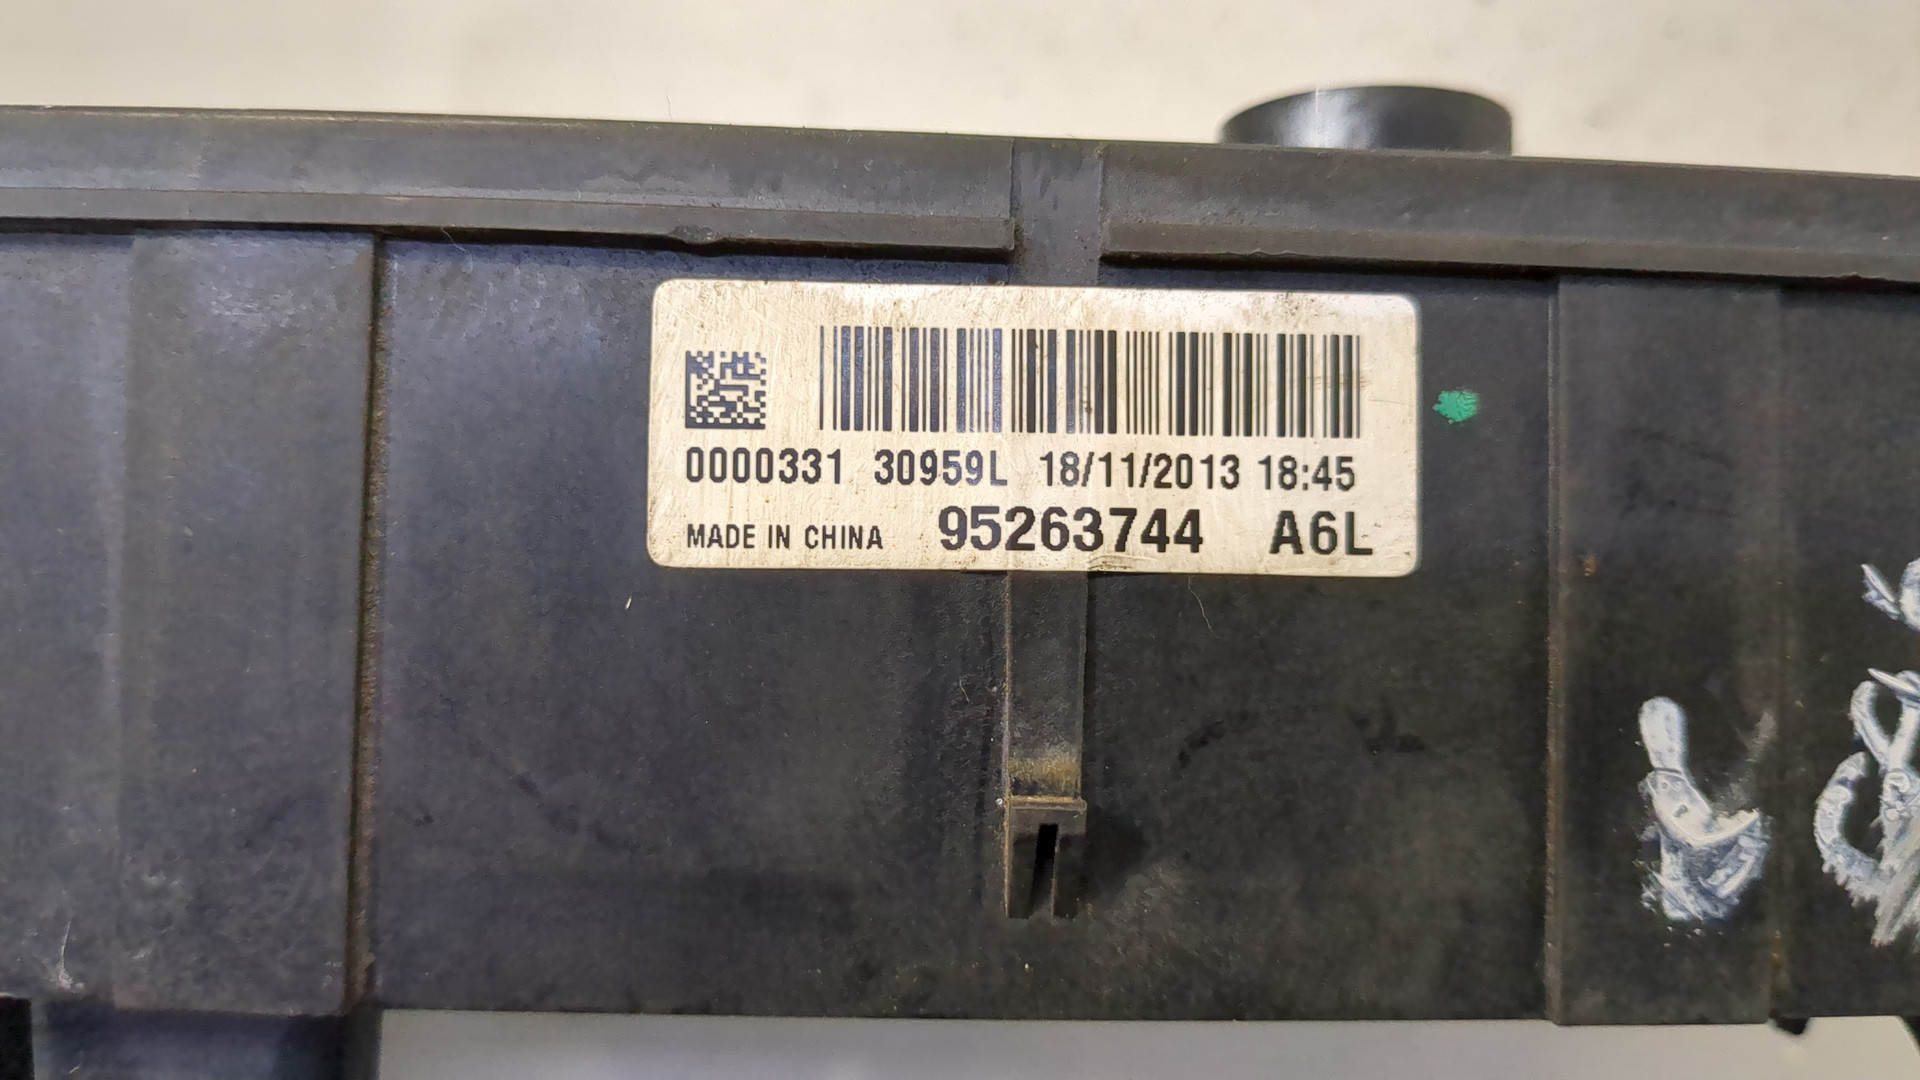 0000331 30959L 18/11/2013 18:45
MADE IN CHINA 95263744 A6L